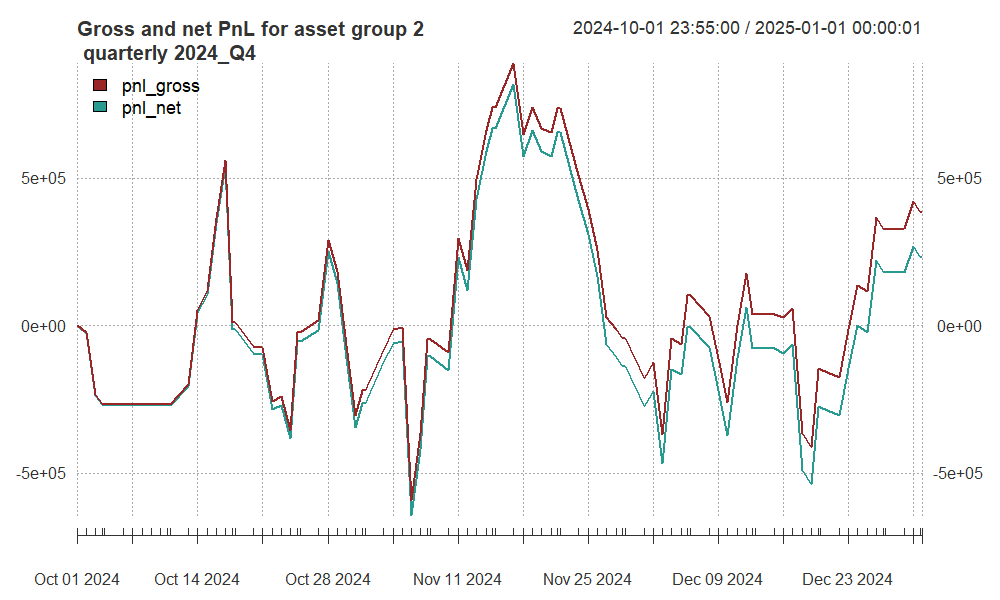 Gross and net PnL for asset group 2
quarterly 2024_Q4
2024-10-01 23:55:00 / 2025-01-01 00:00:01
pnl_gross
pnl_net
5e+05 5e+05
0e+00 0e+00
-5e+05 -5e+05
Oct 01 2024 Oct 14 2024 Oct 28 2024 Nov 11 2024 Nov 25 2024 Dec 09 2024 Dec 23 2024